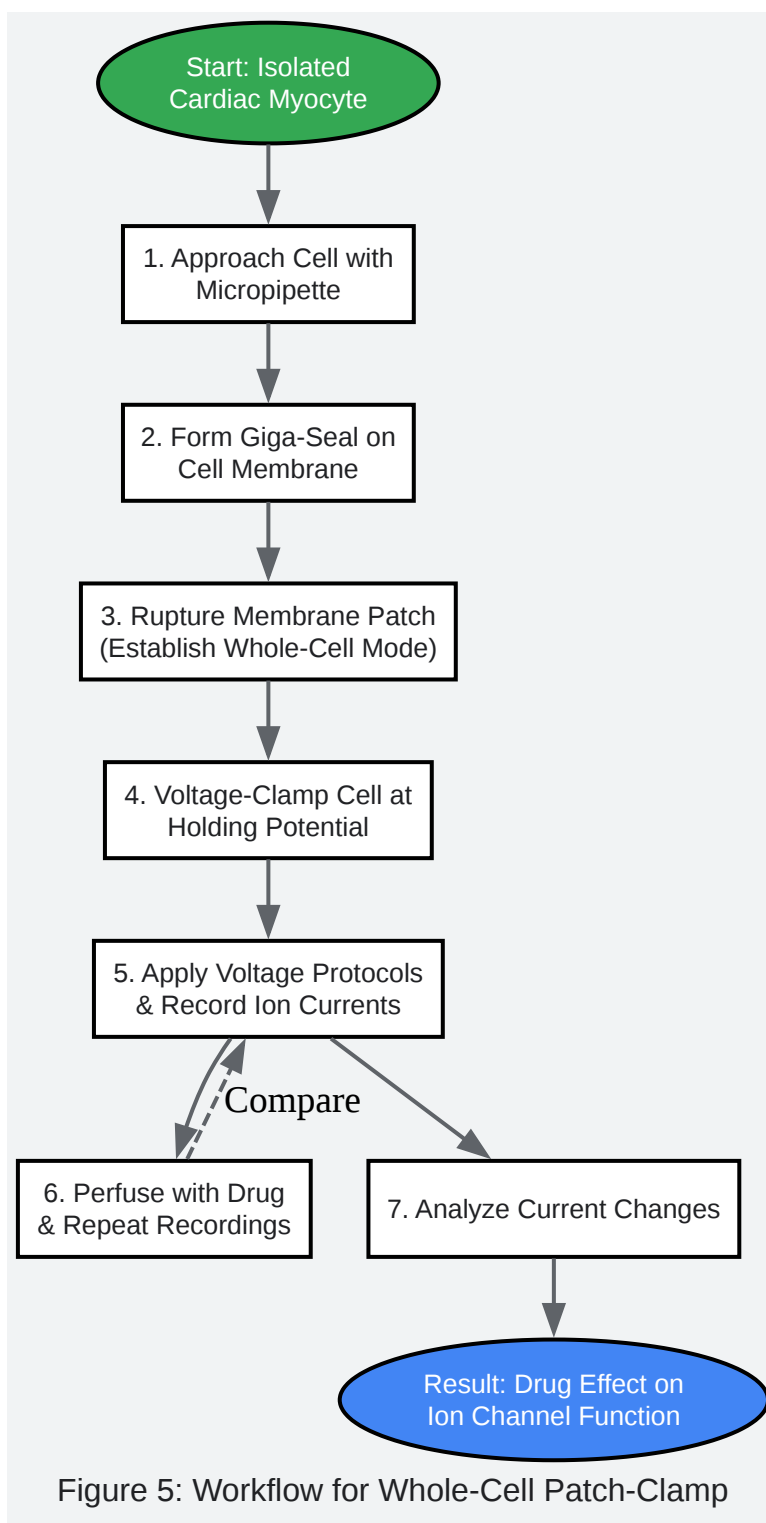 Start: Isolated
Cardiac Myocyte
1. Approach Cell with
Micropipette
2. Form Giga-Seal on
Cell Membrane
3. Rupture Membrane Patch
(Establish Whole-Cell Mode)
4. Voltage-Clamp Cell at
Holding Potential
5. Apply Voltage Protocols
& Record Ion Currents
Compare
6. Perfuse with Drug
& Repeat Recordings
7. Analyze Current Changes
Result: Drug Effect on
Ion Channel Function
Figure 5: Workflow for Whole-Cell Patch-Clamp